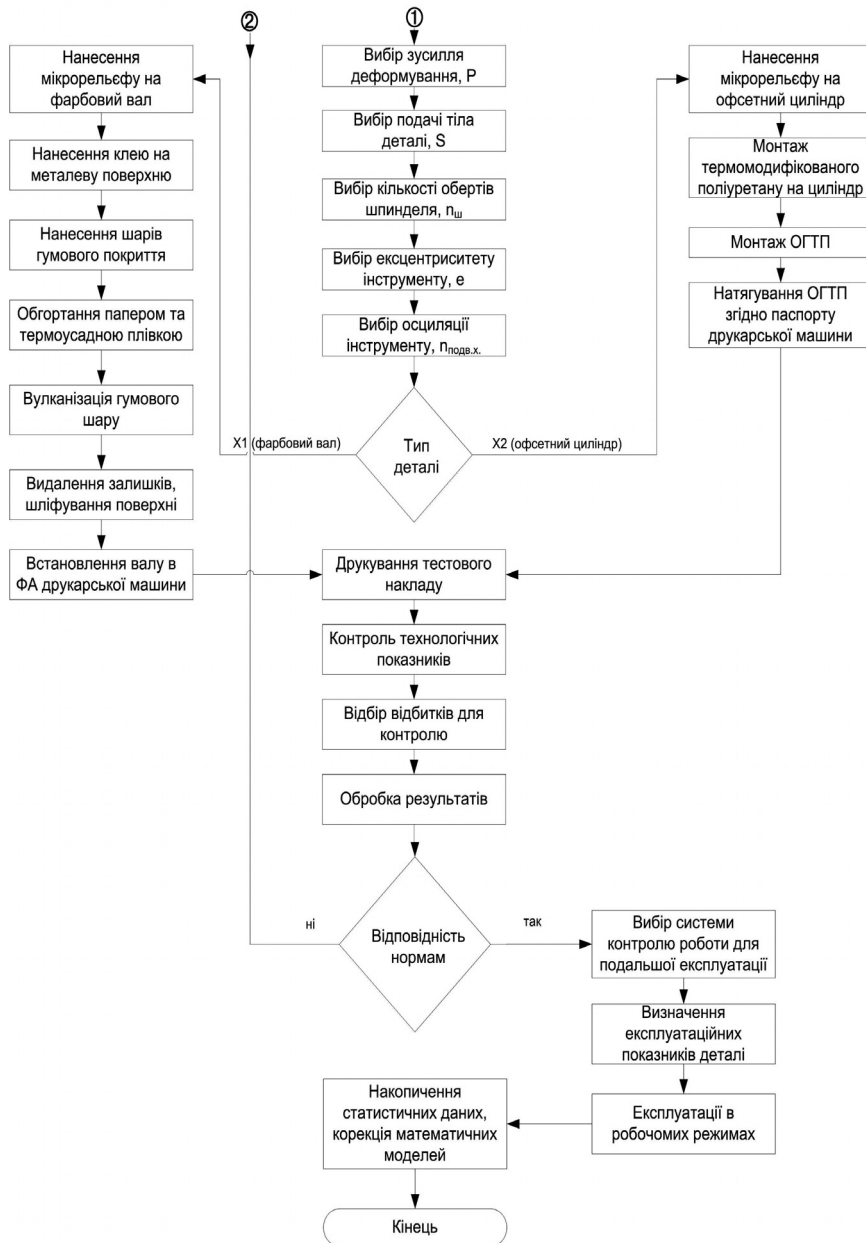 ②
①
Нанесення
мікрорельєфу на
фарбовий вал
Нанесення клею на
металеву поверхню
Нанесення шарів
гумового покриття
Обгортання папером та
термоусадною плівкою
Вулканізація гумового
шару
Видалення залишків,
шліфування поверхні
Встановлення валу в
ФА друкарської машини
Вибір зусилля
деформування, P
Вибір подачі тіла
деталі, S
Вибір кількості обертів
шпинделя, nш
Вибір ексцентриситету
інструменту, e
Вибір осциляції
інструменту, nподв.х.
X1 (фарбовий вал)
Тип
деталі
X2 (офсетний циліндр)
Нанесення
мікрорельєфу на
офсетний циліндр
Монтаж
термомодифікованого
поліуретану на циліндр
Монтаж ОГТП
Натягування ОГТП
згідно паспорту
друкарської машини
Друкування тестового
накладу
Контроль технологічних
показників
Відбір відбитків для
контролю
Обробка результатів
ні
Відповідність
нормам
так
Вибір системи
контролю роботи для
подальшої експлуатації
Визначення
експлуатаційних
показників деталі
Експлуатації в
робочомих режимах
Накопичення
статистичних даних,
корекція математичних
моделей
Кінець